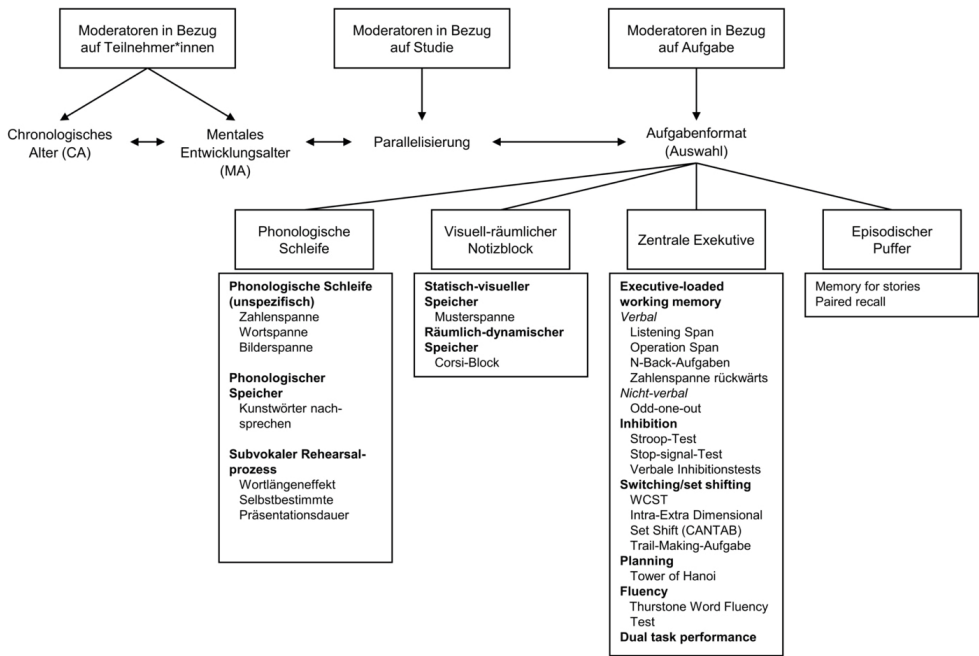 Moderatoren in Bezug
auf Teilnehmer*innen
Moderatoren in Bezug
auf Studie
Moderatoren in Bezug
auf Aufgabe
Chronologisches
Alter (CA)
Mentales
Entwicklungsalter
(MA)
Parallelisierung
Aufgabenformat
(Auswahl)
Phonologische
Schleife
Visuell-räumlicher
Notizblock
Zentrale Exekutive
Episodischer
Puffer
Phonologische Schleife
(unspezifisch)
Zahlenspanne
Wortspanne
Bilderspanne
Phonologischer
Speicher
Kunstwörter nach-
sprechen
Subvokaler Rehearsal-
prozess
Wortlängeneffekt
Selbstbestimmte
Präsentationsdauer
Statisch-visueller
Speicher
Musterspanne
Räumlich-dynamischer
Speicher
Corsi-Block
Executive-loaded
working memory
Verbal
Listening Span
Operation Span
N-Back-Aufgaben
Zahlenspanne rückwärts
Nicht-verbal
Odd-one-out
Inhibition
Stroop-Test
Stop-signal-Test
Verbale Inhibitionstests
Switching/set shifting
WCST
Intra-Extra Dimensional
Set Shift (CANTAB)
Trail-Making-Aufgabe
Planning
Tower of Hanoi
Fluency
Thurstone Word Fluency
Test
Dual task performance
Memory for stories
Paired recall